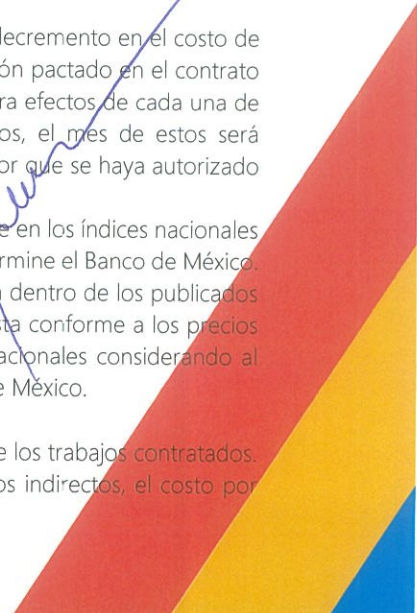 decremento en el costo de
ón pactado en el contrato
ra efectos de cada una de
os, el mes de estos será
or que se haya autorizado
e en los índices nacionales
rmine el Banco de México.
dentro de los publicados
sta conforme a los precios
nacionales considerando al
e México.
e los trabajos contratados.
os indirectos, el costo por